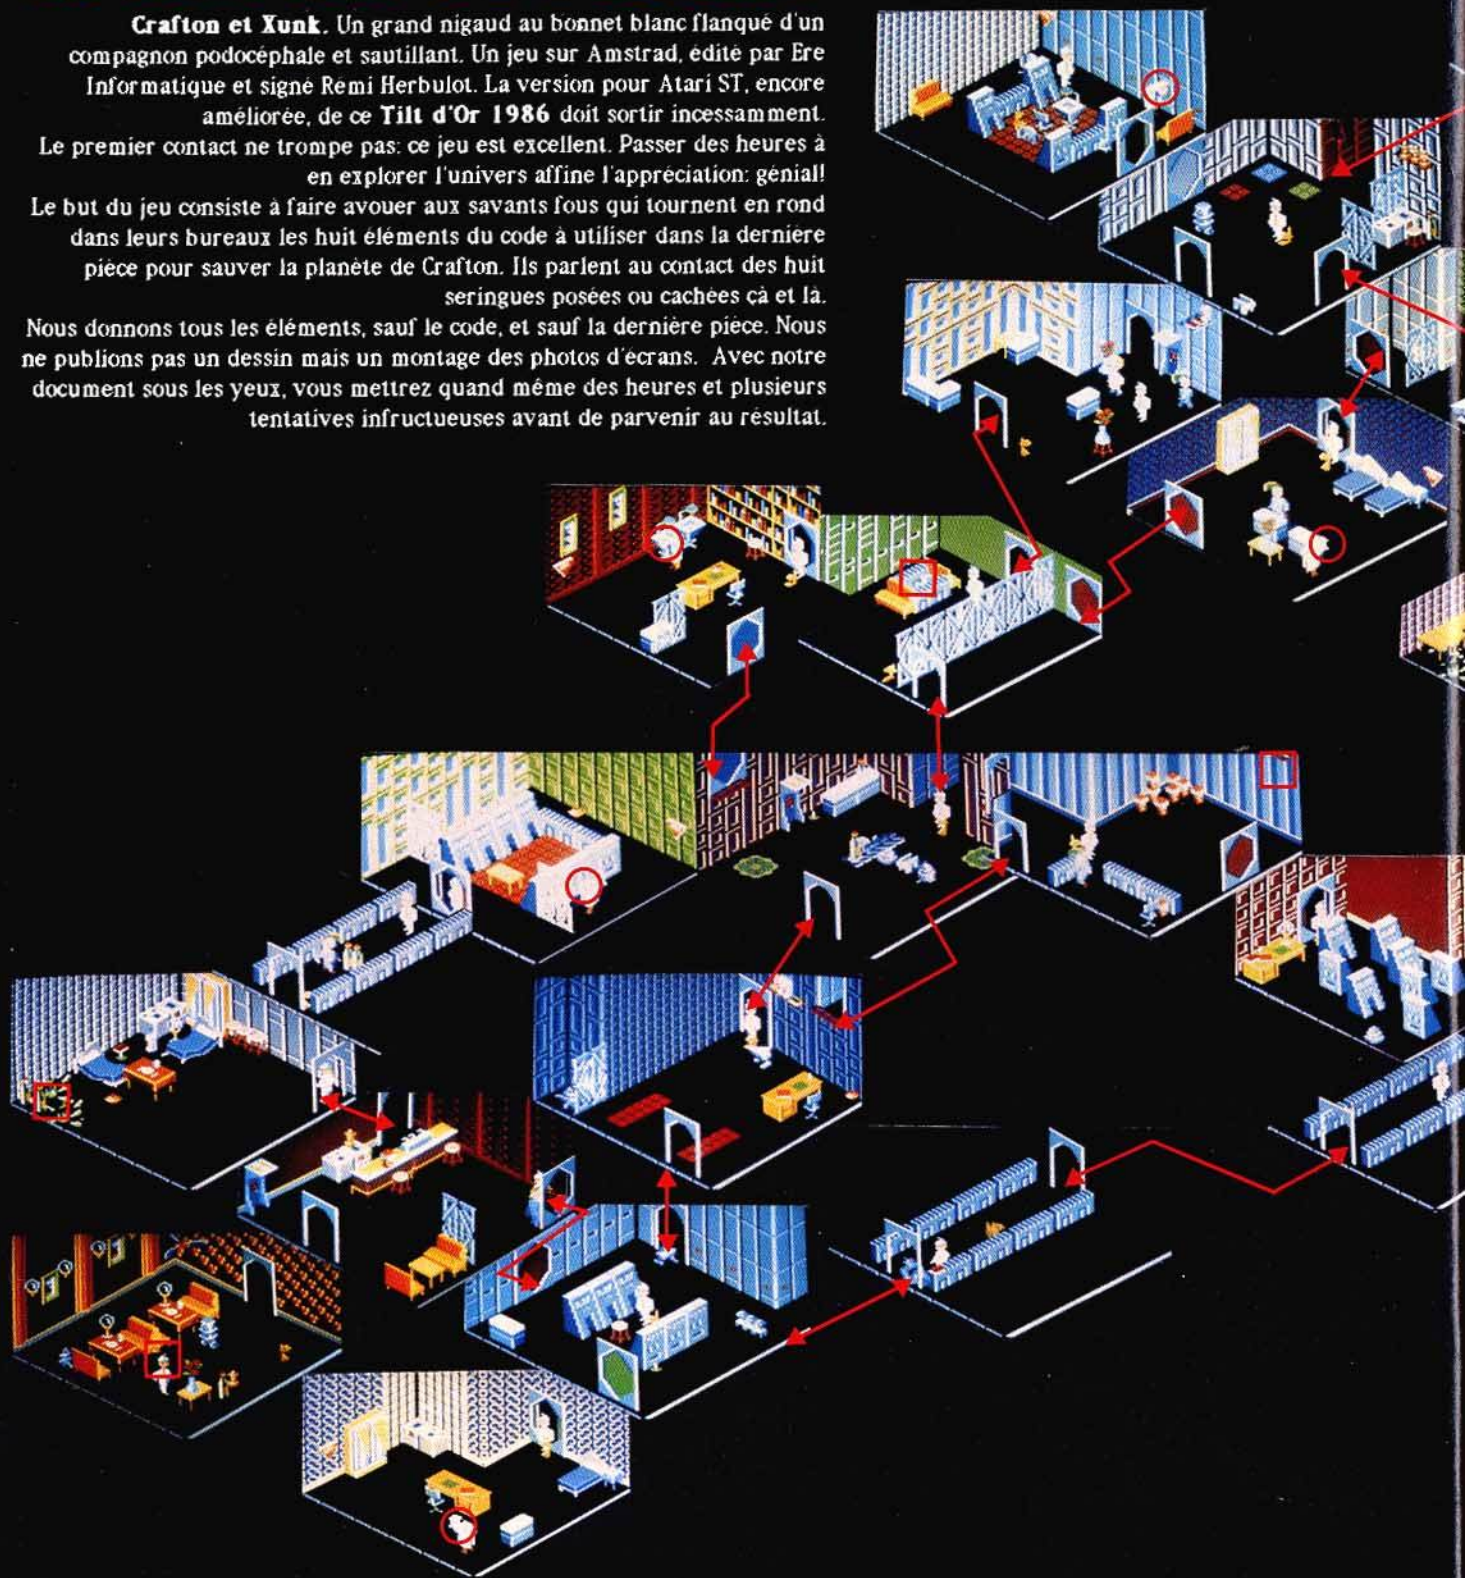 Crafton et Xunk. Un grand nigaud au bonnet blanc flanqué d'un
compagnon podocéphale et sautillant. Un jeu sur Amstrad, édité par Ere
Informatique et signé Rémi Herbulot. La version pour Atari ST, encore
améliorée, de ce Tilt d'Or 1986 doit sortir incessamment.
Le premier contact ne trompe pas: ce jeu est excellent. Passer des heures à
en explorer l'univers affine l'appréciation: génial!
Le but du jeu consiste à faire avouer aux savants fous qui tournent en rond
dans leurs bureaux les huit éléments du code à utiliser dans la dernière
pièce pour sauver la planète de Crafton. Ils parlent au contact des huit
seringues posées ou cachées çà et là.
Nous donnons tous les éléments, sauf le code, et sauf la dernière pièce. Nous
ne publions pas un dessin mais un montage des photos d'écrans. Avec notre
document sous les yeux, vous mettrez quand même des heures et plusieurs
tentatives infructueuses avant de parvenir au résultat.